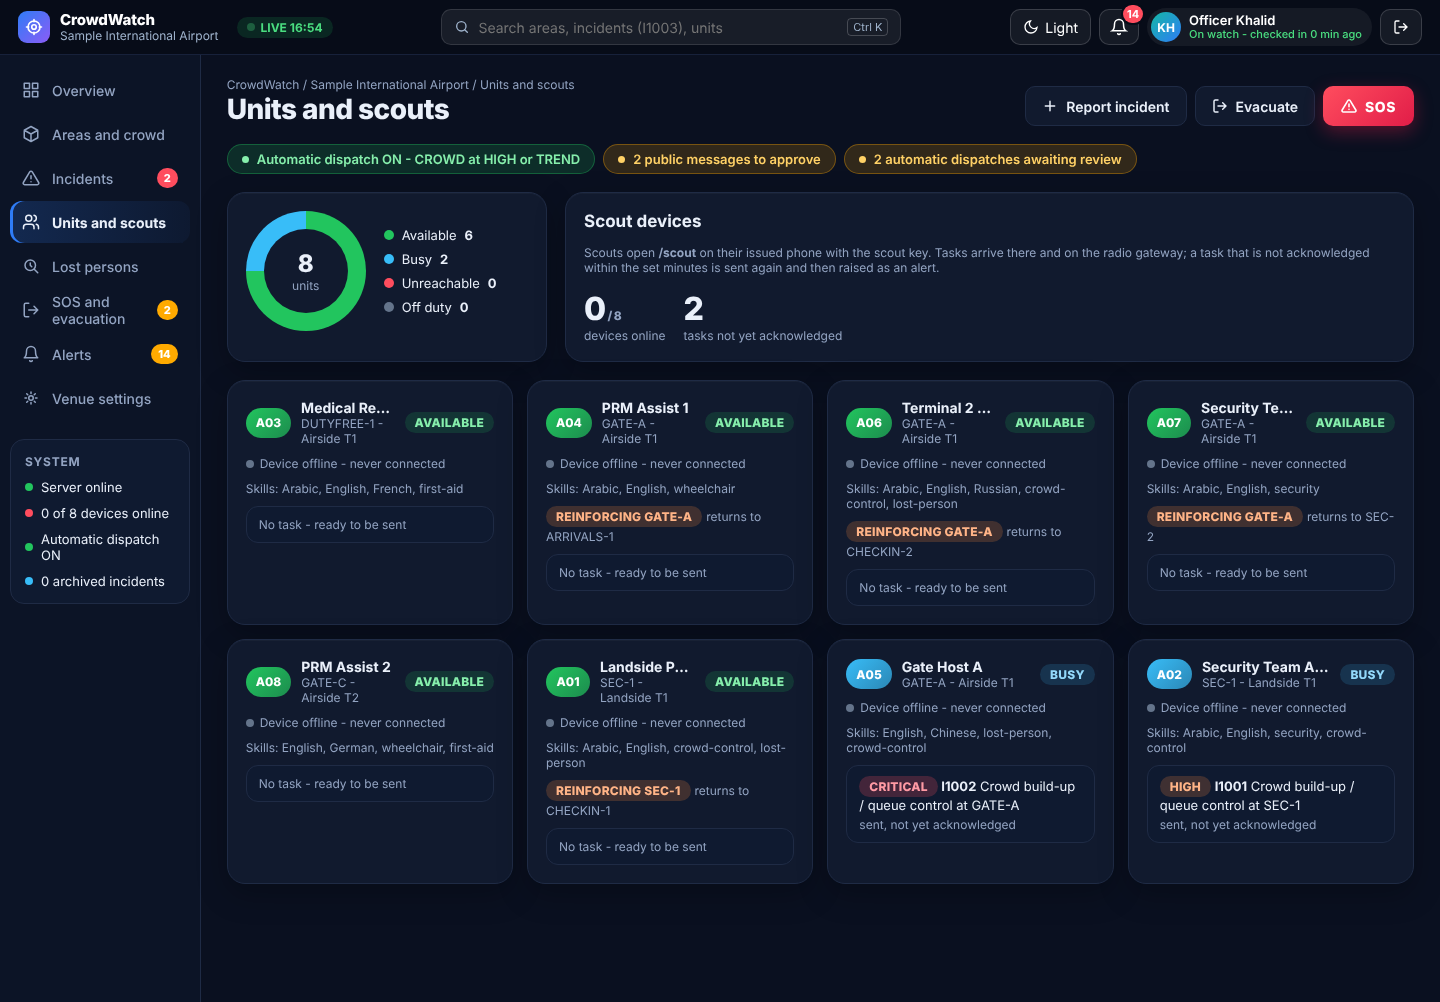 CrowdWatch
Sample International Airport
LIVE 16:54
Search areas, incidents (I1003), units
Ctrl K
Light
14
KH
Officer Khalid
On watch - checked in 0 min ago
Overview
Areas and crowd
Incidents
2
Units and scouts
Lost persons
SOS and
evacuation
2
Alerts
14
Venue settings
SYSTEM
Server online
0 of 8 devices online
Automatic dispatch
ON
0 archived incidents
CrowdWatch / Sample International Airport / Units and scouts
Units and scouts
Report incident
Evacuate
SOS
Automatic dispatch ON - CROWD at HIGH or TREND
2 public messages to approve
2 automatic dispatches awaiting review
8
units
Available 6
Busy 2
Unreachable 0
Off duty 0
Scout devices
Scouts open /scout on their issued phone with the scout key. Tasks arrive there and on the radio gateway; a task that is not acknowledged
within the set minutes is sent again and then raised as an alert.
0/8
devices online
2
tasks not yet acknowledged
A03
Medical Re...
DUTYFREE-1 -
Airside T1
AVAILABLE
Device offline - never connected
Skills: Arabic, English, French, first-aid
No task - ready to be sent
A04
PRM Assist 1
GATE-A -
Airside T1
AVAILABLE
Device offline - never connected
Skills: Arabic, English, wheelchair
REINFORCING GATE-A returns to
ARRIVALS-1
No task - ready to be sent
A06
Terminal 2 ...
GATE-A -
Airside T1
AVAILABLE
Device offline - never connected
Skills: Arabic, English, Russian, crowd-
control, lost-person
REINFORCING GATE-A returns to
CHECKIN-2
No task - ready to be sent
A07
Security Te...
GATE-A -
Airside T1
AVAILABLE
Device offline - never connected
Skills: Arabic, English, security
REINFORCING GATE-A returns to SEC-
2
No task - ready to be sent
A08
PRM Assist 2
GATE-C -
Airside T2
AVAILABLE
Device offline - never connected
Skills: English, German, wheelchair, first-aid
No task - ready to be sent
A01
Landside P...
SEC-1 -
Landside T1
AVAILABLE
Device offline - never connected
Skills: Arabic, English, crowd-control, lost-
person
REINFORCING SEC-1 returns to
CHECKIN-1
No task - ready to be sent
A05
Gate Host A
GATE-A - Airside T1
BUSY
Device offline - never connected
Skills: English, Chinese, lost-person,
crowd-control
CRITICAL I1002 Crowd build-up
/ queue control at GATE-A
sent, not yet acknowledged
A02
Security Team A...
SEC-1 - Landside T1
BUSY
Device offline - never connected
Skills: Arabic, English, security, crowd-
control
HIGH I1001 Crowd build-up /
queue control at SEC-1
sent, not yet acknowledged